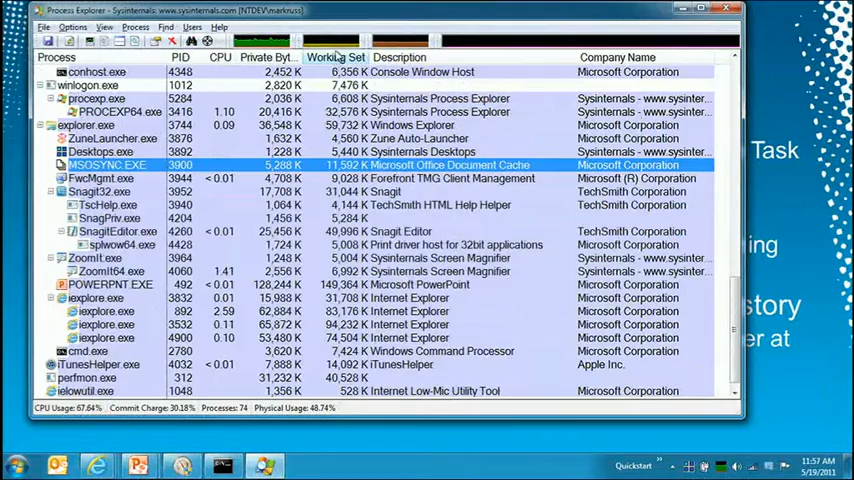 Process Explorer - Sysinternals: www.sysinternals.com [NTDEV\markruss]
File Options View Process Find Users Help
Process PID CPU Private Byt... Working Set Description Company Name
conhost.exe 4348 2,452 K 6,356 K Console Window Host Microsoft Corporation
winlogon.exe 1012 2,820 K 7,476 K
procexp.exe 5284 2,036 K 6,608 K Sysinternals Process Explorer Sysinternals - www.sysinter...
PROCEXP64.exe 3416 1.10 20,416 K 32,576 K Sysinternals Process Explorer Sysinternals - www.sysinter...
explorer.exe 3744 0.09 36,548 K 59,732 K Windows Explorer Microsoft Corporation
ZuneLauncher.exe 3876 1,632 K 4,560 K Zune Auto-Launcher Microsoft Corporation
Desktops.exe 3892 1,228 K 5,440 K Sysinternals Desktops Sysinternals - www.sysinter...
Task
MSOSYNC.EXE 3900 5,288 K 11,592 K Microsoft Office Document Cache Microsoft Corporation
FwcMgmt.exe 3924 4,708 K 9,028 K Forefront TMG Client Management Microsoft (R) Corporation
Snagit32.exe 3952 17,708 K 31,044 K Snagit TechSmith Corporation
TscHelp.exe 3940 1,064 K 4,144 K TechSmith HTML Help Helper TechSmith Corporation
SnagPriv.exe 4204 1,456 K 5,284 K
SnagitEditor.exe 4260 < 0.01 25,456 K 49,996 K Snagit Editor TechSmith Corporation
splwow64.exe 4428 1,724 K 5,008 K Print driver host for 32bit applications Microsoft Corporation
ing
ZoomIt.exe 3964 1,248 K 5,004 K Sysinternals Screen Magnifier Sysinternals - www.sysinter...
ZoomIt64.exe 4060 1.41 2,556 K 6,992 K Sysinternals Screen Magnifier Sysinternals - www.sysinter...
POWERPNT.EXE 492 < 0.01 128,244 K 149,364 K Microsoft PowerPoint Microsoft Corporation
iexplore.exe 3832 0.01 15,988 K 31,708 K Internet Explorer Microsoft Corporation
story
iexplore.exe 892 2.59 62,884 K 83,176 K Internet Explorer Microsoft Corporation
iexplore.exe 3532 0.11 65,872 K 94,232 K Internet Explorer Microsoft Corporation
iexplore.exe 4900 0.10 53,480 K 74,504 K Internet Explorer Microsoft Corporation
er at
cmd.exe 2780 3,620 K 7,424 K Windows Command Processor Microsoft Corporation
iTunesHelper.exe 4032 < 0.01 7,888 K 14,092 K iTunesHelper Apple Inc.
perfmon.exe 312 31,232 K 40,528 K
ielowutil.exe 1048 1,356 K 528 K Internet Low-Mic Utility Tool Microsoft Corporation
CPU Usage: 67.64% Commit Charge: 30.18% Processes: 74 Physical Usage: 48.74%
Quickstart » 11:57 AM
5/19/2011